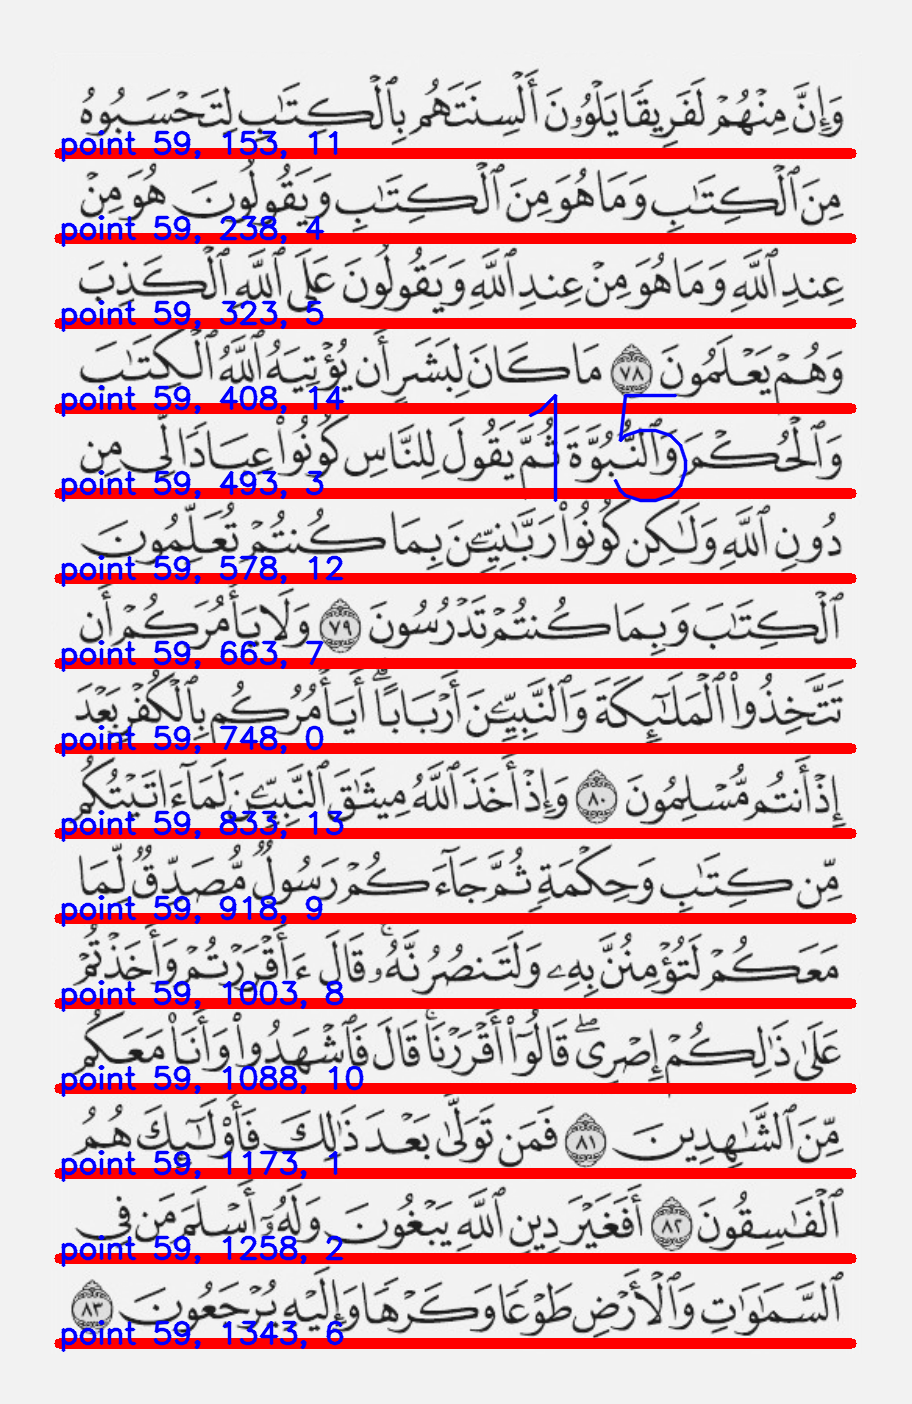 وَإِنَّ مِنْهُمْ لَفَرِيقًا يَلْوُۥنَ أَلْسِنَتَهُم بِٱلْكِتَٰبِ لِتَحْسَبُوهُ
point 59, 153, 11
مِنَ ٱلْكِتَٰبِ وَمَا هُوَ مِنَ ٱلْكِتَٰبِ وَيَقُولُونَ هُوَ مِنْ
point 59, 238, 4
عِندِ ٱللَّهِ وَمَا هُوَ مِنْ عِندِ ٱللَّهِ وَيَقُولُونَ عَلَى ٱللَّهِ ٱلْكَذِبَ
point 59, 323, 5
وَهُمْ يَعْلَمُونَ ٧٨ مَا كَانَ لِبَشَرٍ أَن يُؤْتِيَهُ ٱللَّهُ ٱلْكِتَٰبَ
point 59, 408, 14
وَٱلْحُكْمَ وَٱلنُّبُوَّةَ ثُمَّ يَقُولَ لِلنَّاسِ كُونُوا۟ عِبَادًا لِّى مِن
15
point 59, 493, 3
دُونِ ٱللَّهِ وَلَٰكِن كُونُوا۟ رَبَّٰنِيِّۦنَ بِمَا كُنتُمْ تُعَلِّمُونَ
point 59, 578, 12
ٱلْكِتَٰبَ وَبِمَا كُنتُمْ تَدْرُسُونَ ٧٩ وَلَا يَأْمُرَكُمْ أَن
point 59, 663, 7
تَتَّخِذُوا۟ ٱلْمَلَٰٓئِكَةَ وَٱلنَّبِيِّۦنَ أَرْبَابًا ۗ أَيَأْمُرُكُم بِٱلْكُفْرِ بَعْدَ
point 59, 748, 0
إِذْ أَنتُم مُّسْلِمُونَ ٨٠ وَإِذْ أَخَذَ ٱللَّهُ مِيثَٰقَ ٱلنَّبِيِّۦنَ لَمَآ ءَاتَيْتُكُم
point 59, 833, 13
مِّن كِتَٰبٍ وَحِكْمَةٍ ثُمَّ جَآءَكُمْ رَسُولٌ مُّصَدِّقٌ لِّمَا
point 59, 918, 9
مَعَكُمْ لَتُؤْمِنُنَّ بِهِۦ وَلَتَنصُرُنَّهُۥ ۚ قَالَ ءَأَقْرَرْتُمْ وَأَخَذْتُمْ
point 59, 1003, 8
عَلَىٰ ذَٰلِكُمْ إِصْرِى ۖ قَالُوٓا۟ أَقْرَرْنَا ۚ قَالَ فَٱشْهَدُوا۟ وَأَنَا۠ مَعَكُم
point 59, 1088, 10
مِّنَ ٱلشَّٰهِدِينَ ٨١ فَمَن تَوَلَّىٰ بَعْدَ ذَٰلِكَ فَأُو۟لَٰٓئِكَ هُمُ
point 59, 1173, 1
ٱلْفَٰسِقُونَ ٨٢ أَفَغَيْرَ دِينِ ٱللَّهِ يَبْغُونَ وَلَهُۥٓ أَسْلَمَ مَن فِى
point 59, 1258, 2
ٱلسَّمَٰوَٰتِ وَٱلْأَرْضِ طَوْعًا وَكَرْهًا وَإِلَيْهِ يُرْجَعُونَ ٨٣
point 59, 1343, 6